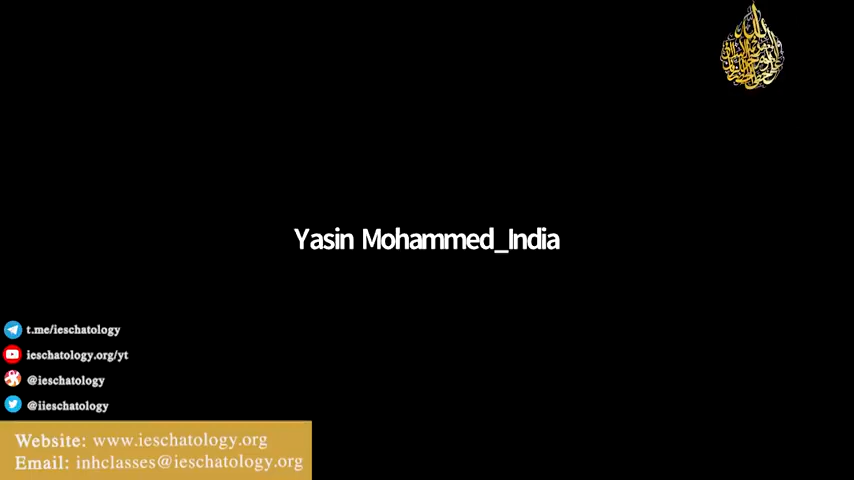 Yasin Mohammed_India
t.me/ieschatology
ieschatology.org/yt
@ieschatology
@iieschatology
Website: www.ieschatology.org
Email: inhclasses@ieschatology.org